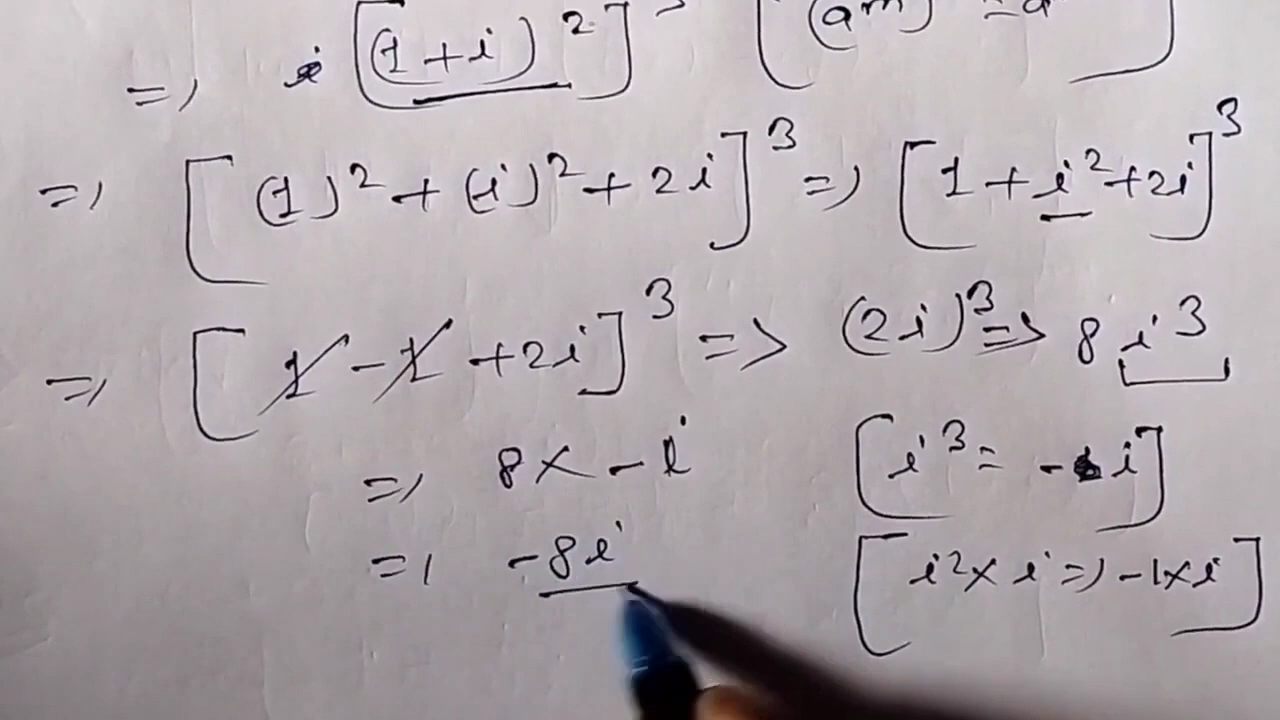 => [(1+i)²] [(aᵐ) = a ]
=> [(1)² + (i)² + 2i]³ => [1 + i² + 2i]³
=> [1 - 1 + 2i]³ => (2i)³ => 8 i³
=> 8 x - i [i³ = - i]
=> - 8i [i² x i => -1 x i]